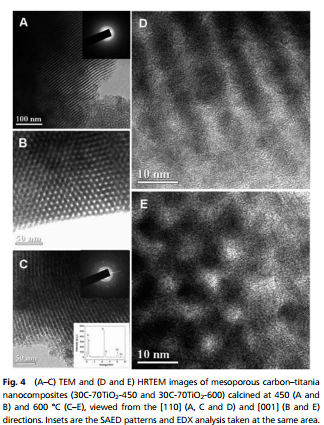 A
D
100 nm
B
10 nm
50 nm
E
C
50 nm
10 nm
Fig. 4 (A–C) TEM and (D and E) HRTEM images of mesoporous carbon–titania
nanocomposites (30C-70TiO₂-450 and 30C-70TiO₂-600) calcined at 450 (A and
B) and 600 °C (C–E), viewed from the [110] (A, C and D) and [001] (B and E)
directions. Insets are the SAED patterns and EDX analysis taken at the same area.